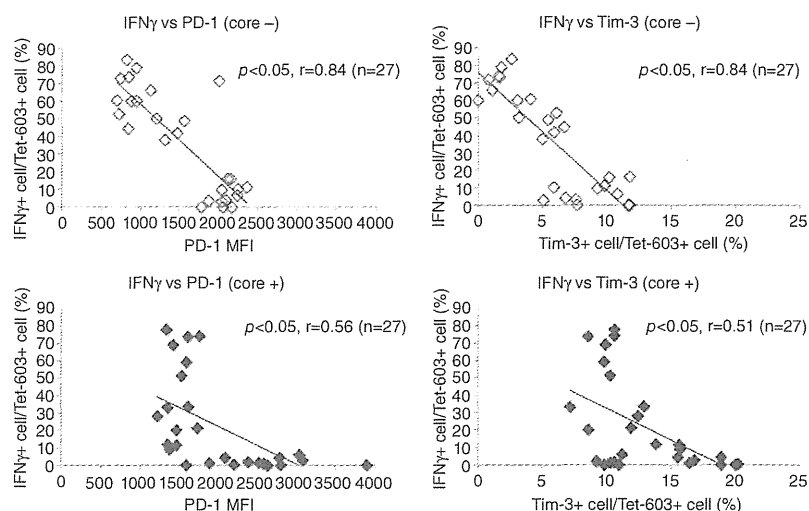 IFNγ vs PD-1 (core –)
IFNγ+ cell/Tet-603+ cell (%)
90
80
70
60
50
40
30
20
10
0
p<0.05, r=0.84 (n=27)
0 500 1000 1500 2000 2500 3000 3500 4000
PD-1 MFI
IFNγ vs Tim-3 (core –)
IFNγ+ cell/Tet-603+ cell (%)
90
80
70
60
50
40
30
20
10
0
p<0.05, r=0.84 (n=27)
0 5 10 15 20 25
Tim-3+ cell/Tet-603+ cell (%)
IFNγ vs PD-1 (core +)
IFNγ+ cell/Tet-603+ cell (%)
90
80
70
60
50
40
30
20
10
0
p<0.05, r=0.56 (n=27)
0 500 1000 1500 2000 2500 3000 3500 4000
PD-1 MFI
IFNγ vs Tim-3 (core +)
IFNγ+ cell/Tet-603+ cell (%)
90
80
70
60
50
40
30
20
10
0
p<0.05, r=0.51 (n=27)
0 5 10 15 20 25
Tim-3+ cell/Tet-603+ cell (%)